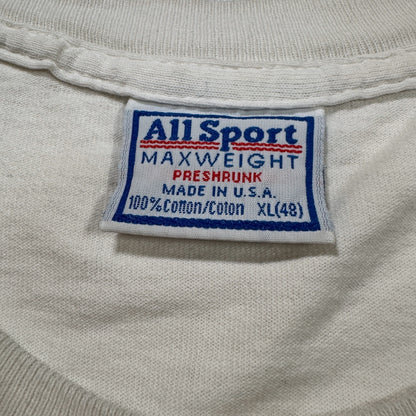 All Sport
MAXWEIGHT
PRESHRUNK
MADE IN U.S.A.
100% Cotton/Coton XL(48)